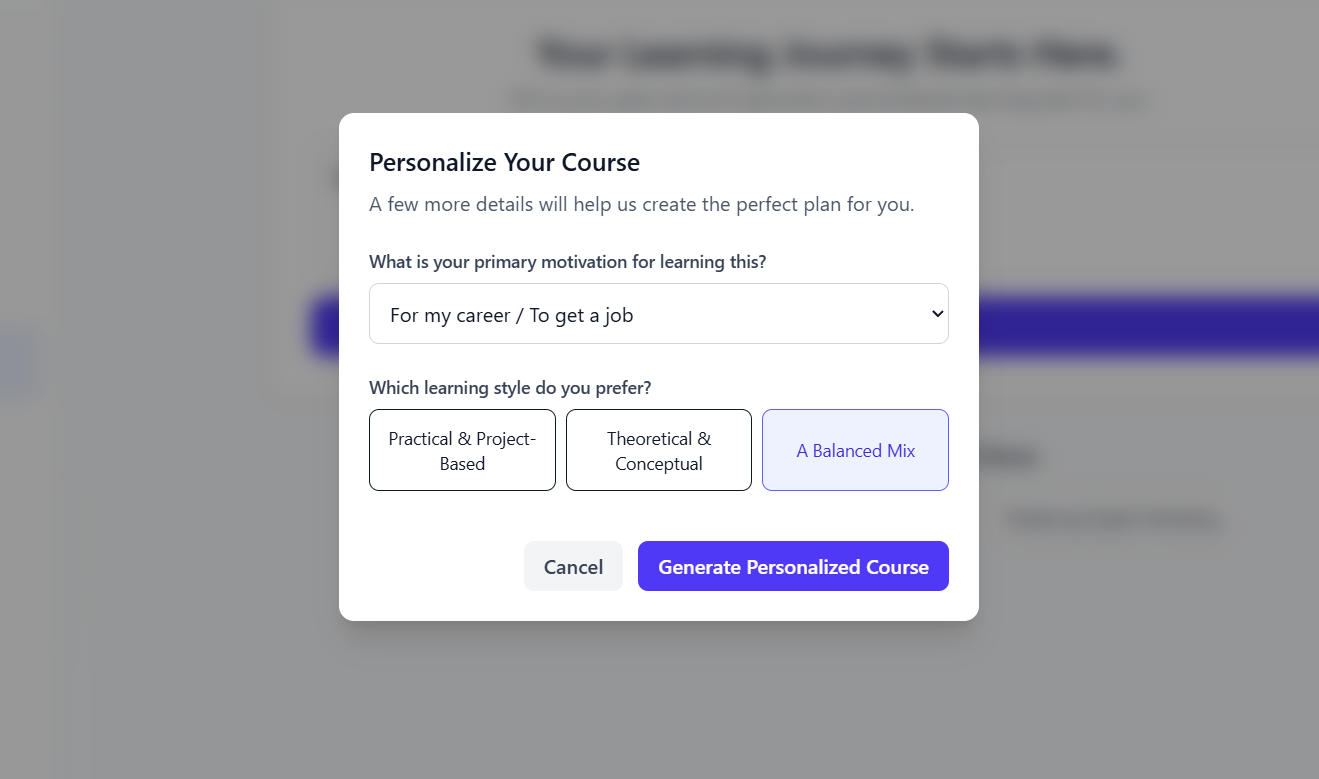 Your Learning Journey Starts Here.
Personalize Your Course
A few more details will help us create the perfect plan for you.
What is your primary motivation for learning this?
For my career / To get a job
Which learning style do you prefer?
Practical & Project-
Based
Theoretical &
Conceptual
A Balanced Mix
Cancel
Generate Personalized Course